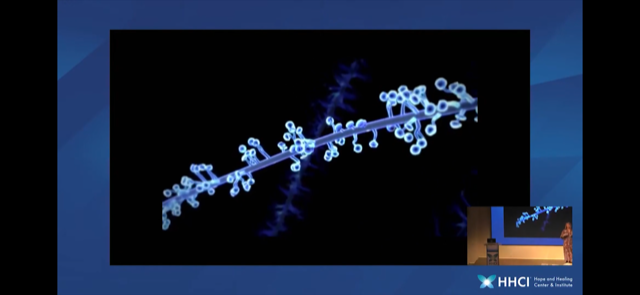 HHCI Hope and Healing
Center & Institute